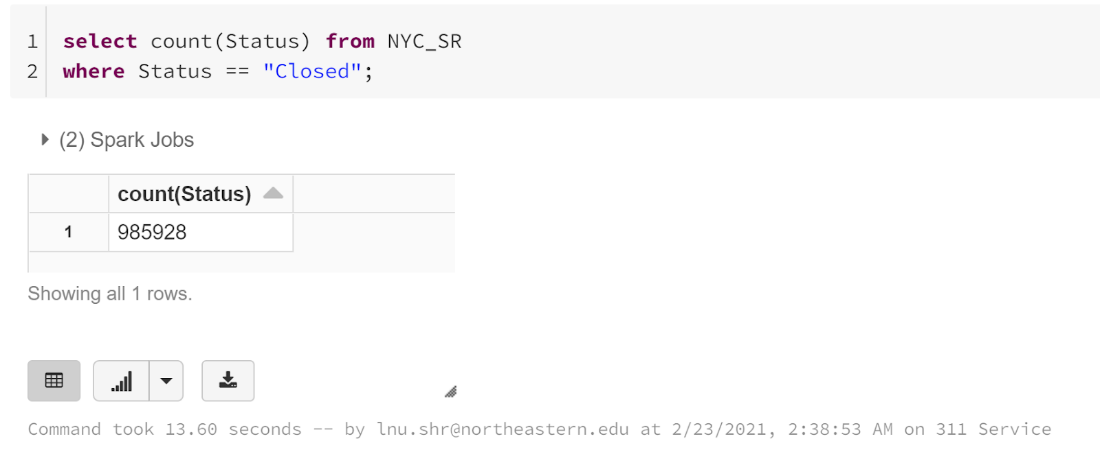 1 select count(Status) from NYC_SR
2 where Status == "Closed";
(2) Spark Jobs
count(Status)
1 985928
Showing all 1 rows.
Command took 13.60 seconds -- by lnu.shr@northeastern.edu at 2/23/2021, 2:38:53 AM on 311 Service